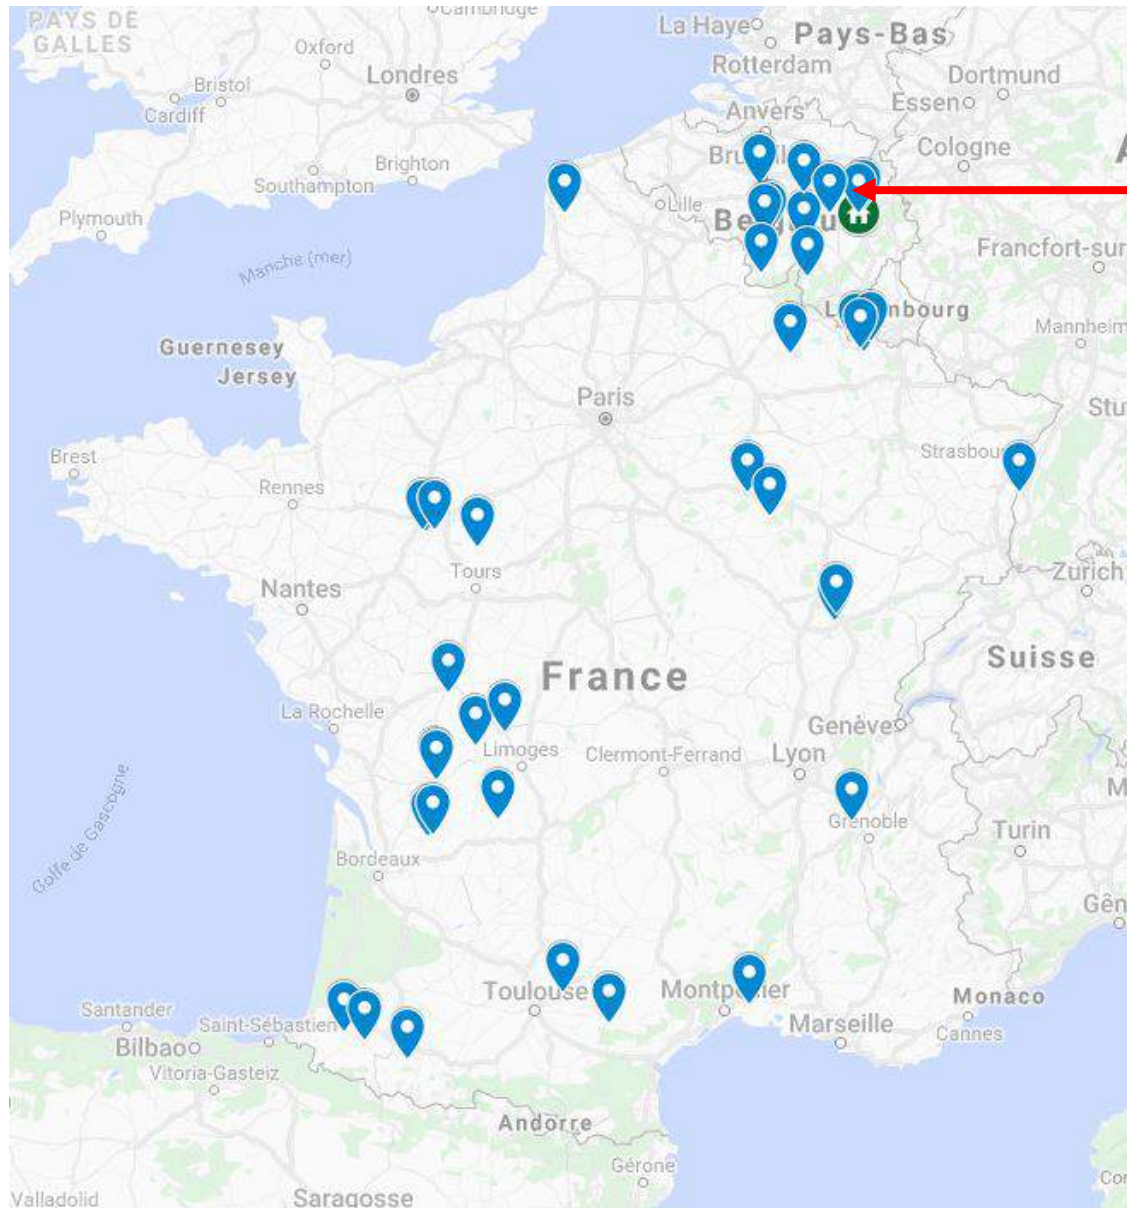 PAYS DE
GALLES
Cambridge
La Haye
Pays-Bas
Oxford
Londres
Rotterdam
Dortmund
Bristol
Essen
Cardiff
Anvers
Brighton
Cologne
Southampton
Lille
Plymouth
Manche (mer)
Francfort-sur
Guernesey
Jersey
Mannheim
Paris
Stu
Brest
Strasbou
Rennes
Tours
Zurich
Nantes
France
Suisse
La Rochelle
Genève
Limoges
Clermont-Ferrand
Lyon
Golfe de Gascogne
Grenoble
Turin
Bordeaux
Gên
Toulouse
Montpellier
Monaco
Santander
Saint-Sébastien
Marseille
Cannes
Bilbao
Vitoria-Gasteiz
Andorre
Gérone
Valladolid
Saragosse
Cor